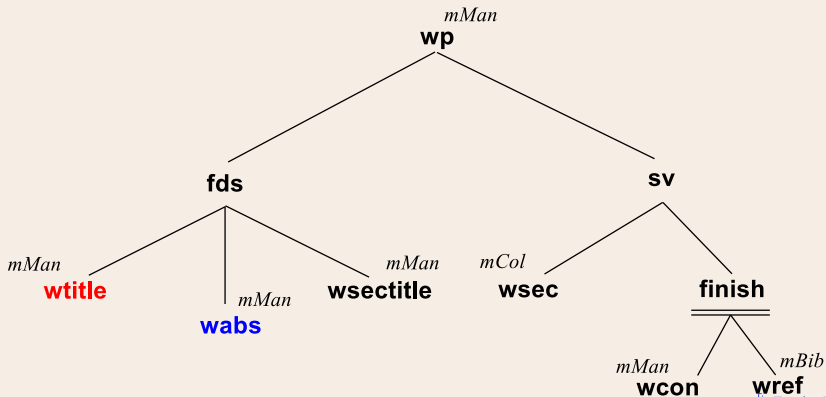 mMan
wp
fds
sv
mMan
wtitle
mMan
wabs
mMan
wsectitle
mCol
wsec
finish
mMan
wcon
mBib
wref